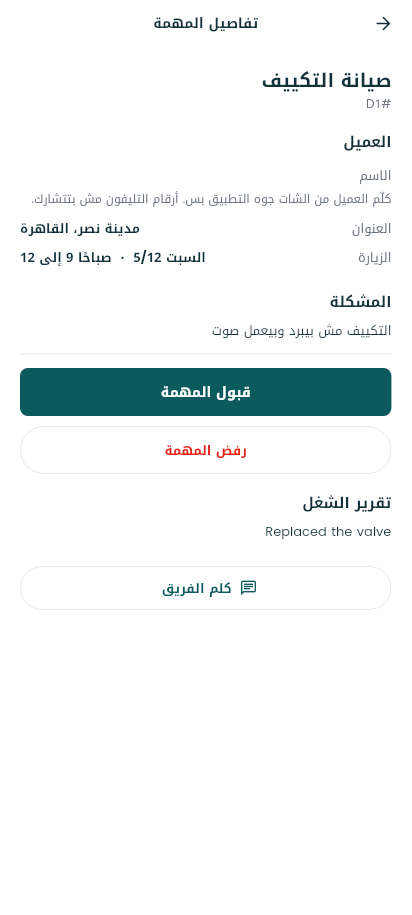 تفاصيل المهمة
صيانة التكييف
D1#
العميل
الاسم
كلّم العميل من الشات جوه التطبيق بس. أرقام التليفون مش بتتشارك.
العنوان مدينة نصر، القاهرة
الزيارة السبت 5/12 · صباحًا 9 إلى 12
المشكلة
التكييف مش بيبرد وبيعمل صوت
قبول المهمة
رفض المهمة
تقرير الشغل
Replaced the valve
كلم الفريق